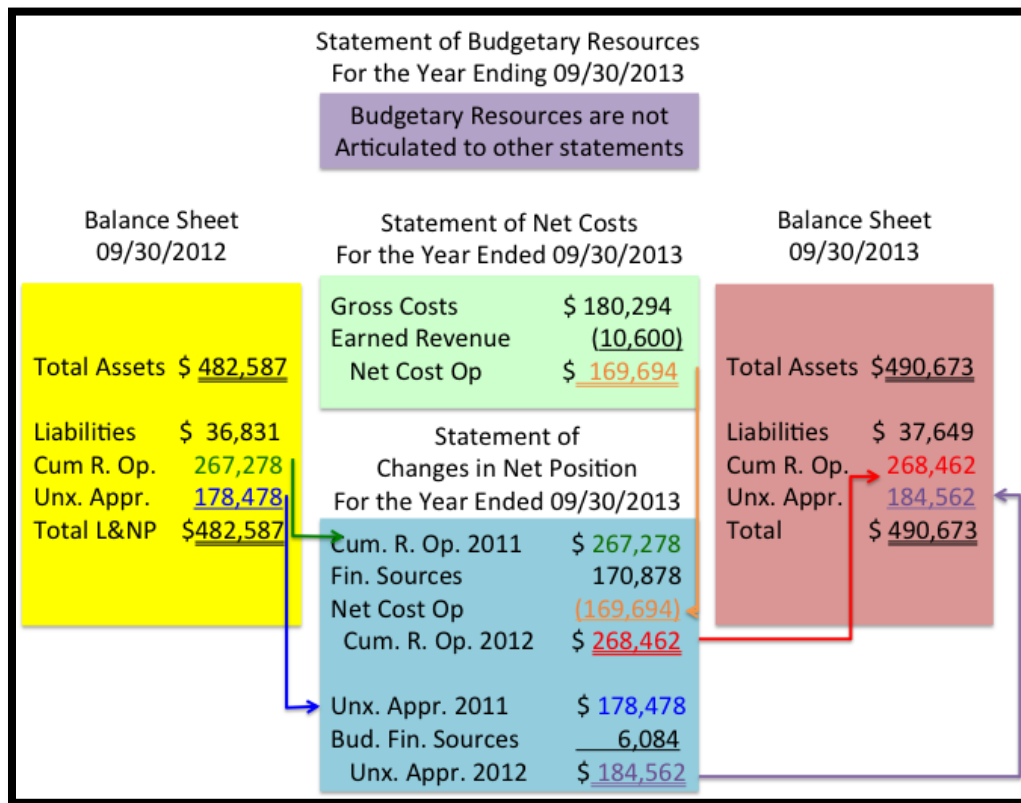 Statement of Budgetary Resources
For the Year Ending 09/30/2013
Budgetary Resources are not
Articulated to other statements
Balance Sheet
09/30/2012
Total Assets $ 482,587
Liabilities $ 36,831
Cum R. Op. 267,278
Unx. Appr. 178,478
Total L&NP $482,587
Statement of Net Costs
For the Year Ended 09/30/2013
Gross Costs $ 180,294
Earned Revenue (10,600)
Net Cost Op $ 169,694
Statement of
Changes in Net Position
For the Year Ended 09/30/2013
Cum. R. Op. 2011 $ 267,278
Fin. Sources 170,878
Net Cost Op (169,694)
Cum. R. Op. 2012 $ 268,462
Unx. Appr. 2011 $ 178,478
Bud. Fin. Sources 6,084
Unx. Appr. 2012 $ 184,562
Balance Sheet
09/30/2013
Total Assets $490,673
Liabilities $ 37,649
Cum R. Op. 268,462
Unx. Appr. 184,562
Total $ 490,673